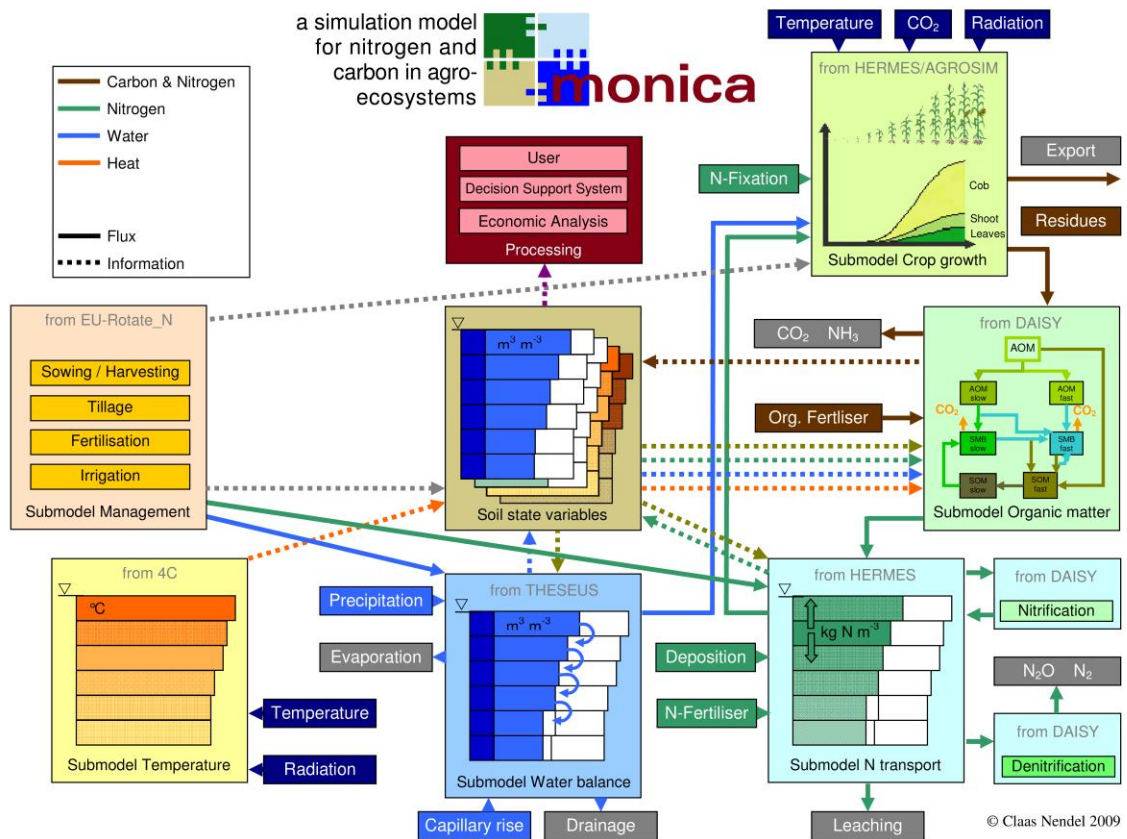 a simulation model
for nitrogen and
carbon in agro-
ecosystems
monica
Carbon & Nitrogen
Nitrogen
Water
Heat
Flux
Information
Temperature
CO₂
Radiation
from HERMES/AGROSIM
Cob
Shoot
Leaves
Submodel Crop growth
N-Fixation
Export
Residues
User
Decision Support System
Economic Analysis
Processing
from EU-Rotate_N
Sowing / Harvesting
Tillage
Fertilisation
Irrigation
Submodel Management
m³ m⁻³
Soil state variables
CO₂ NH₃
Org. Fertliser
from DAISY
AOM
AOM
slow
AOM
fast
CO₂
CO₂
SMB
slow
SMB
fast
SOM
slow
SOM
fast
Submodel Organic matter
from 4C
ºC
Submodel Temperature
Temperature
Radiation
Precipitation
Evaporation
from THESEUS
m³ m⁻³
Submodel Water balance
Capillary rise
Drainage
Deposition
N-Fertiliser
from HERMES
kg N m⁻³
Submodel N transport
Leaching
from DAISY
Nitrification
N₂O N₂
from DAISY
Denitrification
© Claas Nendel 2009